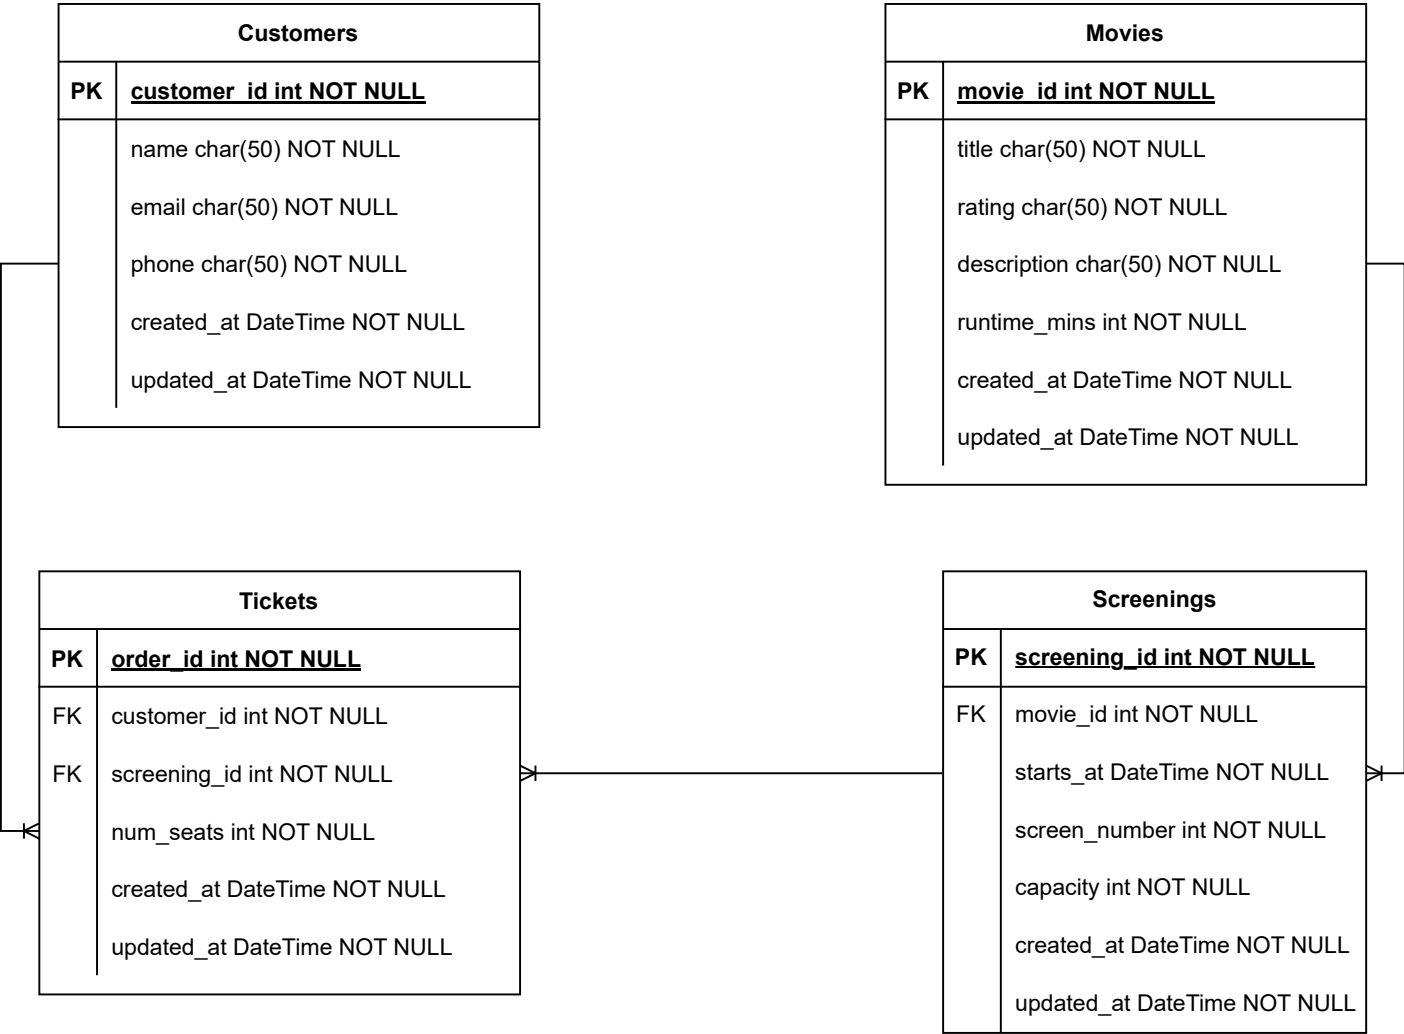 Customers
PK customer_id int NOT NULL
name char(50) NOT NULL
email char(50) NOT NULL
phone char(50) NOT NULL
created_at DateTime NOT NULL
updated_at DateTime NOT NULL
Movies
PK movie_id int NOT NULL
title char(50) NOT NULL
rating char(50) NOT NULL
description char(50) NOT NULL
runtime_mins int NOT NULL
created_at DateTime NOT NULL
updated_at DateTime NOT NULL
Tickets
PK order_id int NOT NULL
FK customer_id int NOT NULL
FK screening_id int NOT NULL
num_seats int NOT NULL
created_at DateTime NOT NULL
updated_at DateTime NOT NULL
Screenings
PK screening_id int NOT NULL
FK movie_id int NOT NULL
starts_at DateTime NOT NULL
screen_number int NOT NULL
capacity int NOT NULL
created_at DateTime NOT NULL
updated_at DateTime NOT NULL